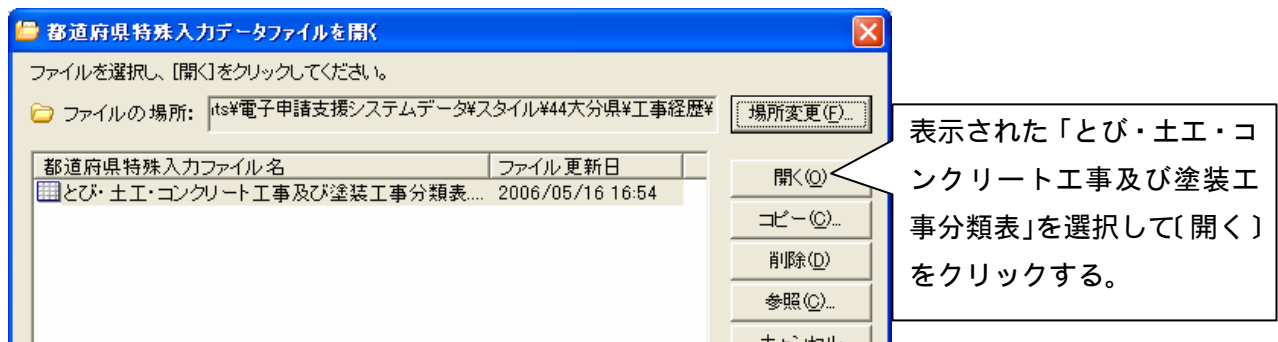 都道府県特殊入力データファイルを開く
ファイルを選択し、[開く]をクリックしてください。
ファイルの場所: nts¥電子申請支援システムデータ¥スタイル¥44大分県¥工事経歴¥ 場所変更(F)...
都道府県特殊入力ファイル名 ファイル更新日
とび・土工・コンクリート工事及び塗装工事分類表.... 2006/05/16 16:54
開く(O)
コピー(C)...
削除(D)
参照(C)...
キャンセル
表示された「とび・土工・コ
ンクリート工事及び塗装工
事分類表」を選択して〔開く〕
をクリックする。